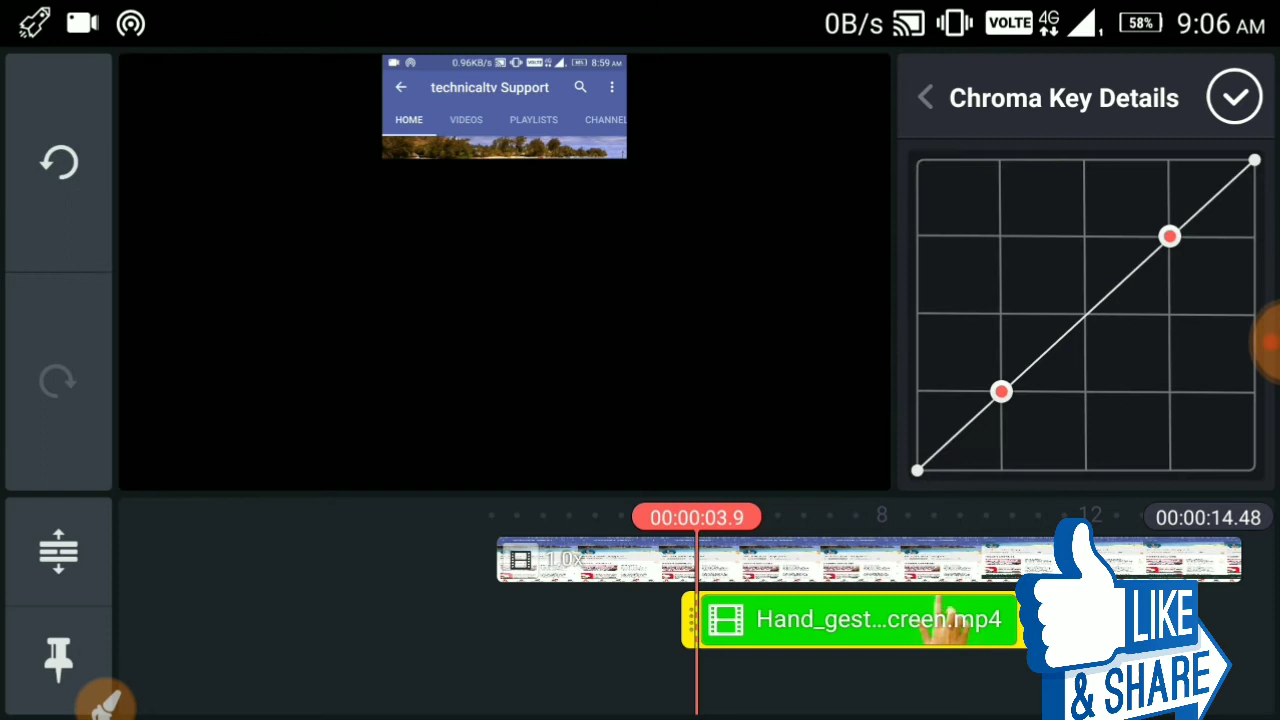 0B/s VOLTE 4G 1 58% 9:06 AM
0.96KB/s 8:59 AM
technicaltv Support
HOME VIDEOS PLAYLISTS CHANNEL
Chroma Key Details
00:00:03.9 8 12 00:00:14.48
1.0x
Hand_gest...creen.mp4
LIKE
& SHARE